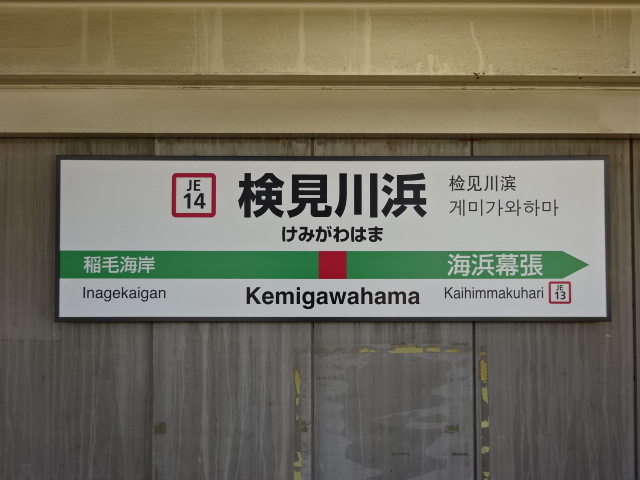 JE
14
検見川浜
检见川滨
게미가와하마
けみがわはま
稲毛海岸
海浜幕張
Inagekaigan
Kemigawahama
Kaihimmakuhari
JE
13